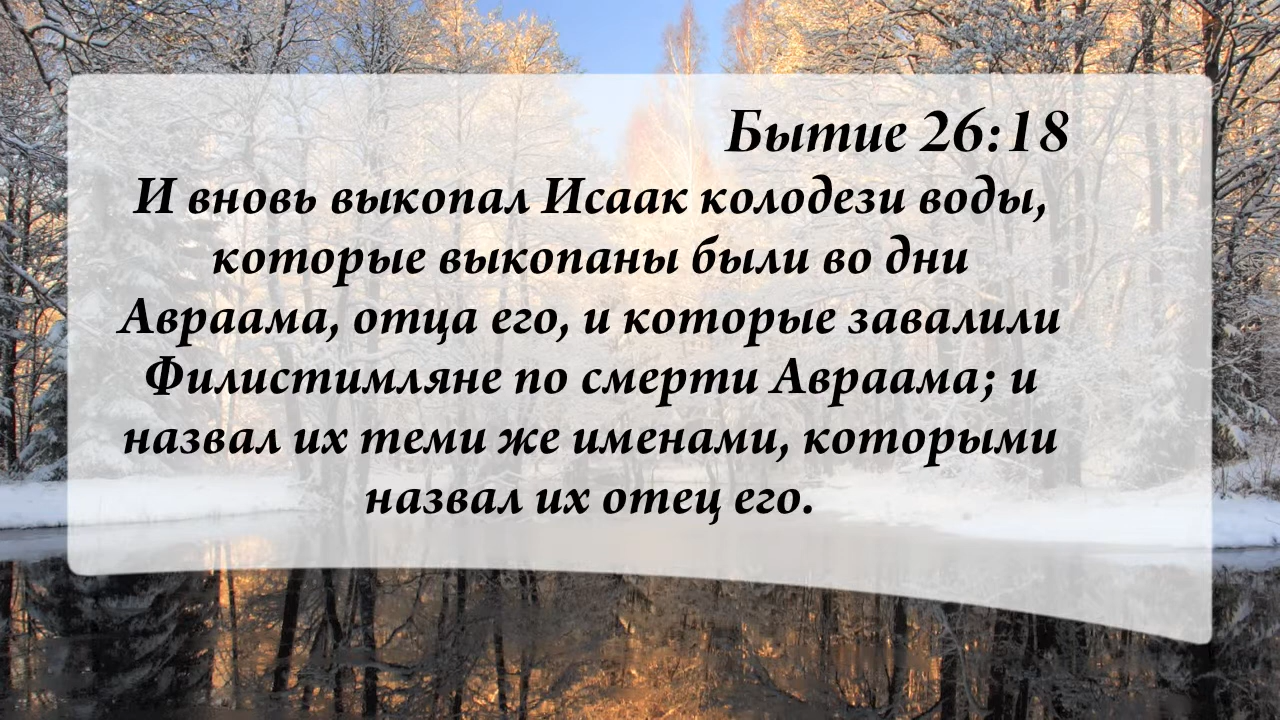 Бытие 26:18
И вновь выкопал Исаак колодези воды,
которые выкопаны были во дни
Авраама, отца его, и которые завалили
Филистимляне по смерти Авраама; и
назвал их теми же именами, которыми
назвал их отец его.